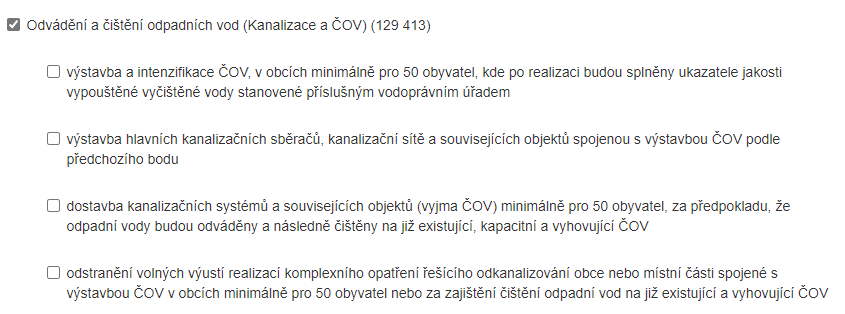 Odvádění a čištění odpadních vod (Kanalizace a ČOV) (129 413)
výstavba a intenzifikace ČOV, v obcích minimálně pro 50 obyvatel, kde po realizaci budou splněny ukazatele jakosti
vypouštěné vyčištěné vody stanovené příslušným vodoprávním úřadem
výstavba hlavních kanalizačních sběračů, kanalizační sítě a souvisejících objektů spojenou s výstavbou ČOV podle
předchozího bodu
dostavba kanalizačních systémů a souvisejících objektů (vyjma ČOV) minimálně pro 50 obyvatel, za předpokladu, že
odpadní vody budou odváděny a následně čištěny na již existující, kapacitní a vyhovující ČOV
odstranění volných výustí realizací komplexního opatření řešícího odkanalizování obce nebo místní části spojené s
výstavbou ČOV v obcích minimálně pro 50 obyvatel nebo za zajištění čištění odpadní vod na již existující a vyhovující ČOV